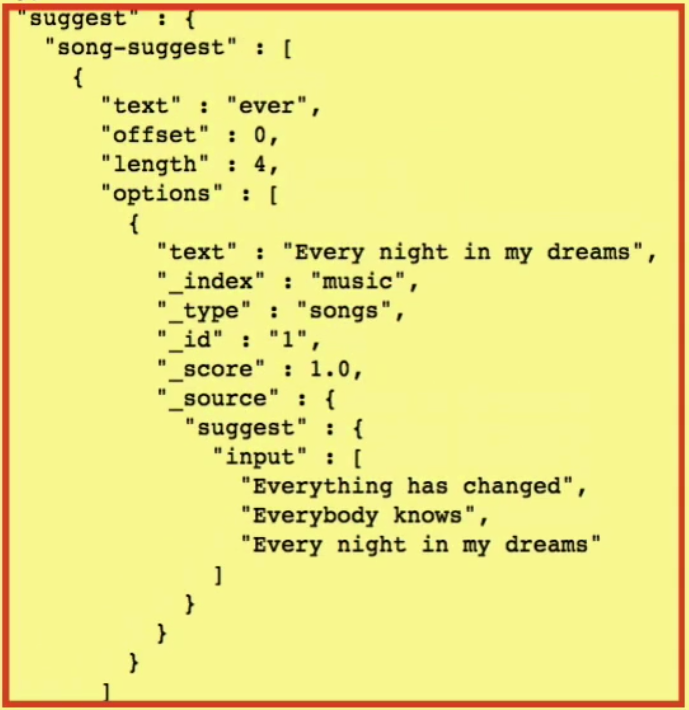 "suggest" : {
"song-suggest" : [
{
"text" : "ever",
"offset" : 0,
"length" : 4,
"options" : [
{
"text" : "Every night in my dreams",
"_index" : "music",
"_type" : "songs",
"_id" : "1",
"_score" : 1.0,
"_source" : {
"suggest" : {
"input" : [
"Everything has changed",
"Everybody knows",
"Every night in my dreams"
]
}
}
}
]